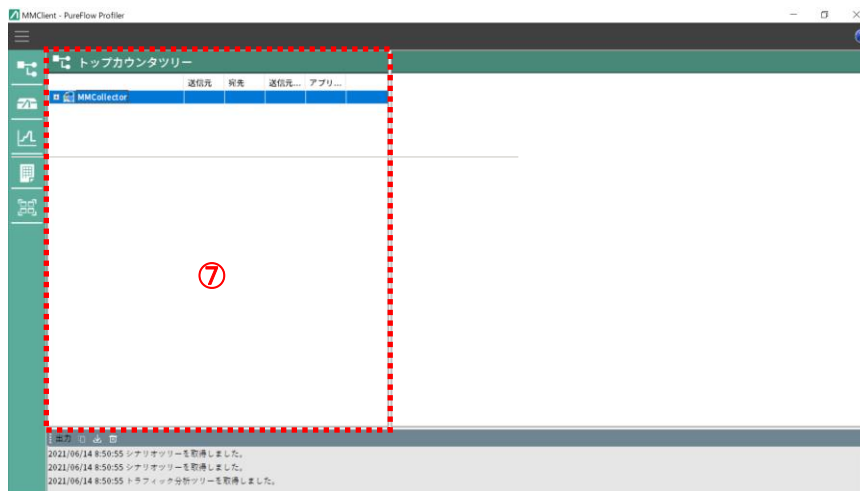 MMClient - PureFlow Profiler
トップカウンタツリー
送信元 宛先 送信元... アプリ...
MMCollector
⑦
出力
2021/06/14 8:50:55 シナリオツリーを取得しました。
2021/06/14 8:50:55 シナリオツリーを取得しました。
2021/06/14 8:50:55 トラフィック分析ツリーを取得しました。